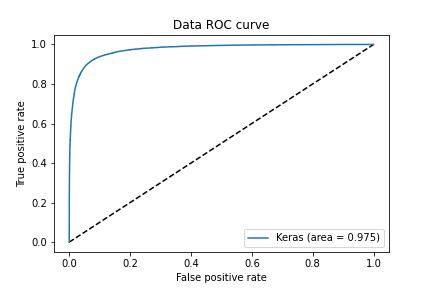 Data ROC curve
True positive rate
1.0
0.8
0.6
0.4
0.2
0.0
0.0 0.2 0.4 0.6 0.8 1.0
False positive rate
Keras (area = 0.975)